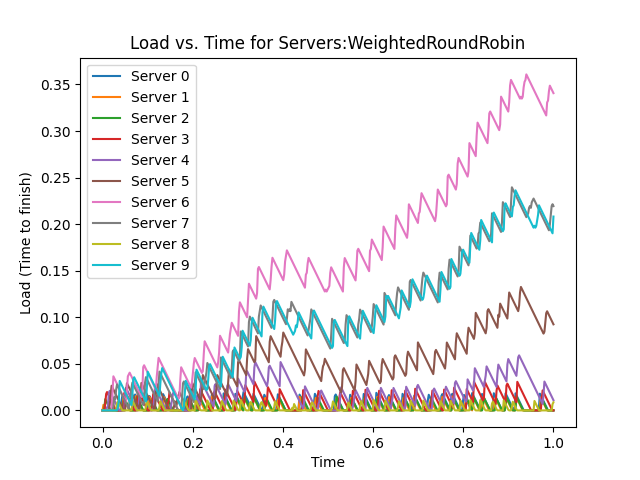 Load vs. Time for Servers:WeightedRoundRobin
Load (Time to finish)
0.35
0.30
0.25
0.20
0.15
0.10
0.05
0.00
Server 0
Server 1
Server 2
Server 3
Server 4
Server 5
Server 6
Server 7
Server 8
Server 9
0.0
0.2
0.4
0.6
0.8
1.0
Time